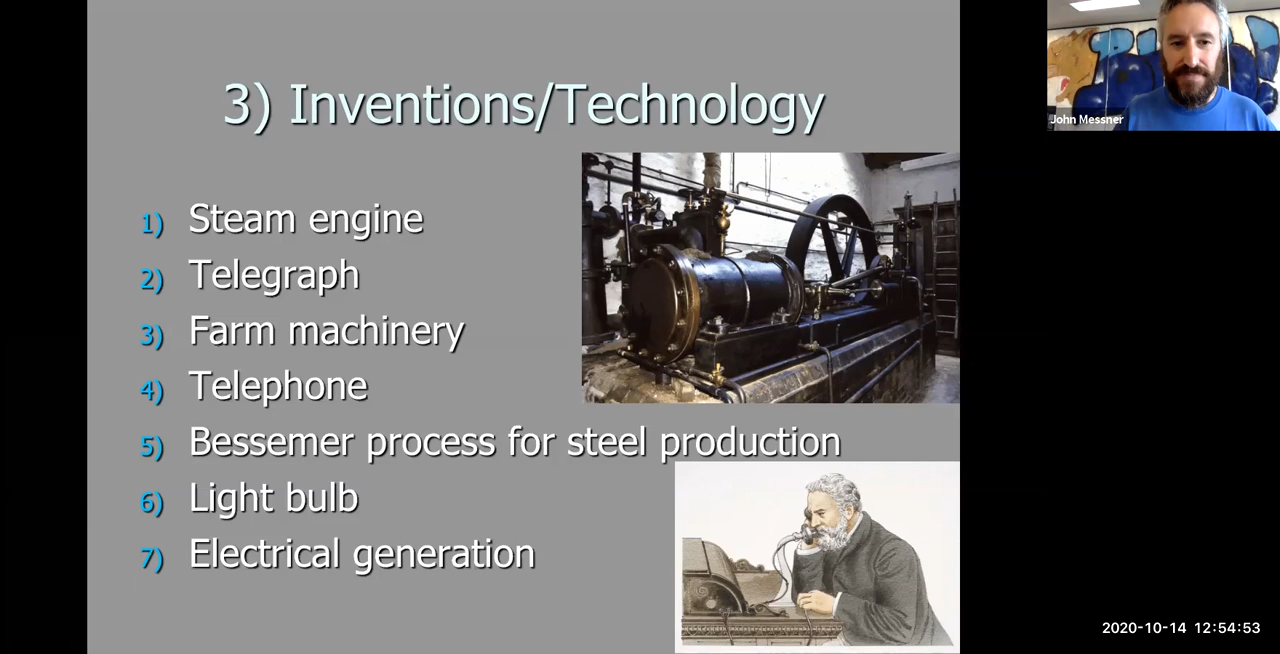 3) Inventions/Technology
1) Steam engine
2) Telegraph
3) Farm machinery
4) Telephone
5) Bessemer process for steel production
6) Light bulb
7) Electrical generation
John Messner
2020-10-14 12:54:53